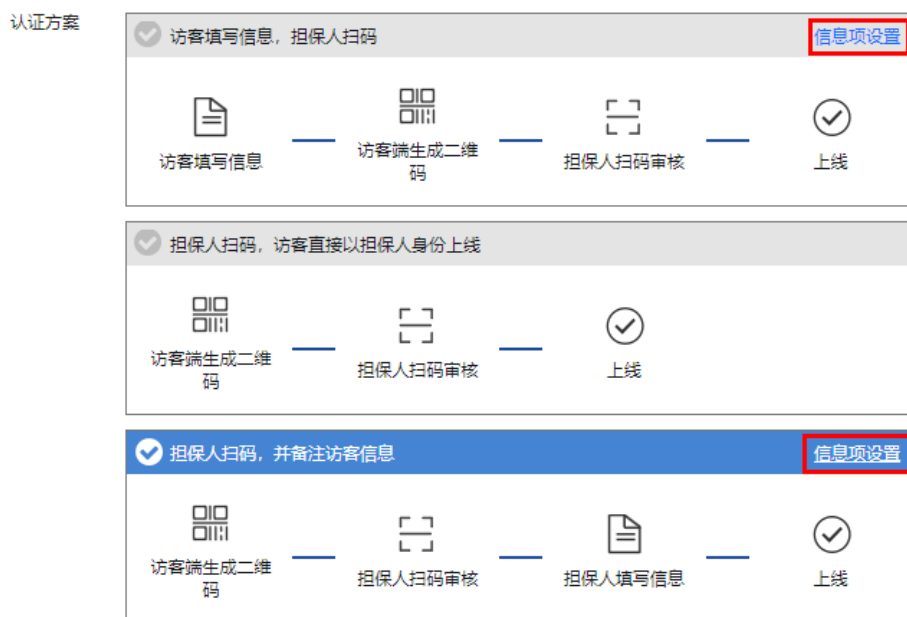 认证方案
访客填写信息，担保人扫码
信息项设置
访客填写信息
访客端生成二维
码
担保人扫码审核
上线
担保人扫码，访客直接以担保人身份上线
访客端生成二维
码
担保人扫码审核
上线
担保人扫码，并备注访客信息
信息项设置
访客端生成二维
码
担保人扫码审核
担保人填写信息
上线